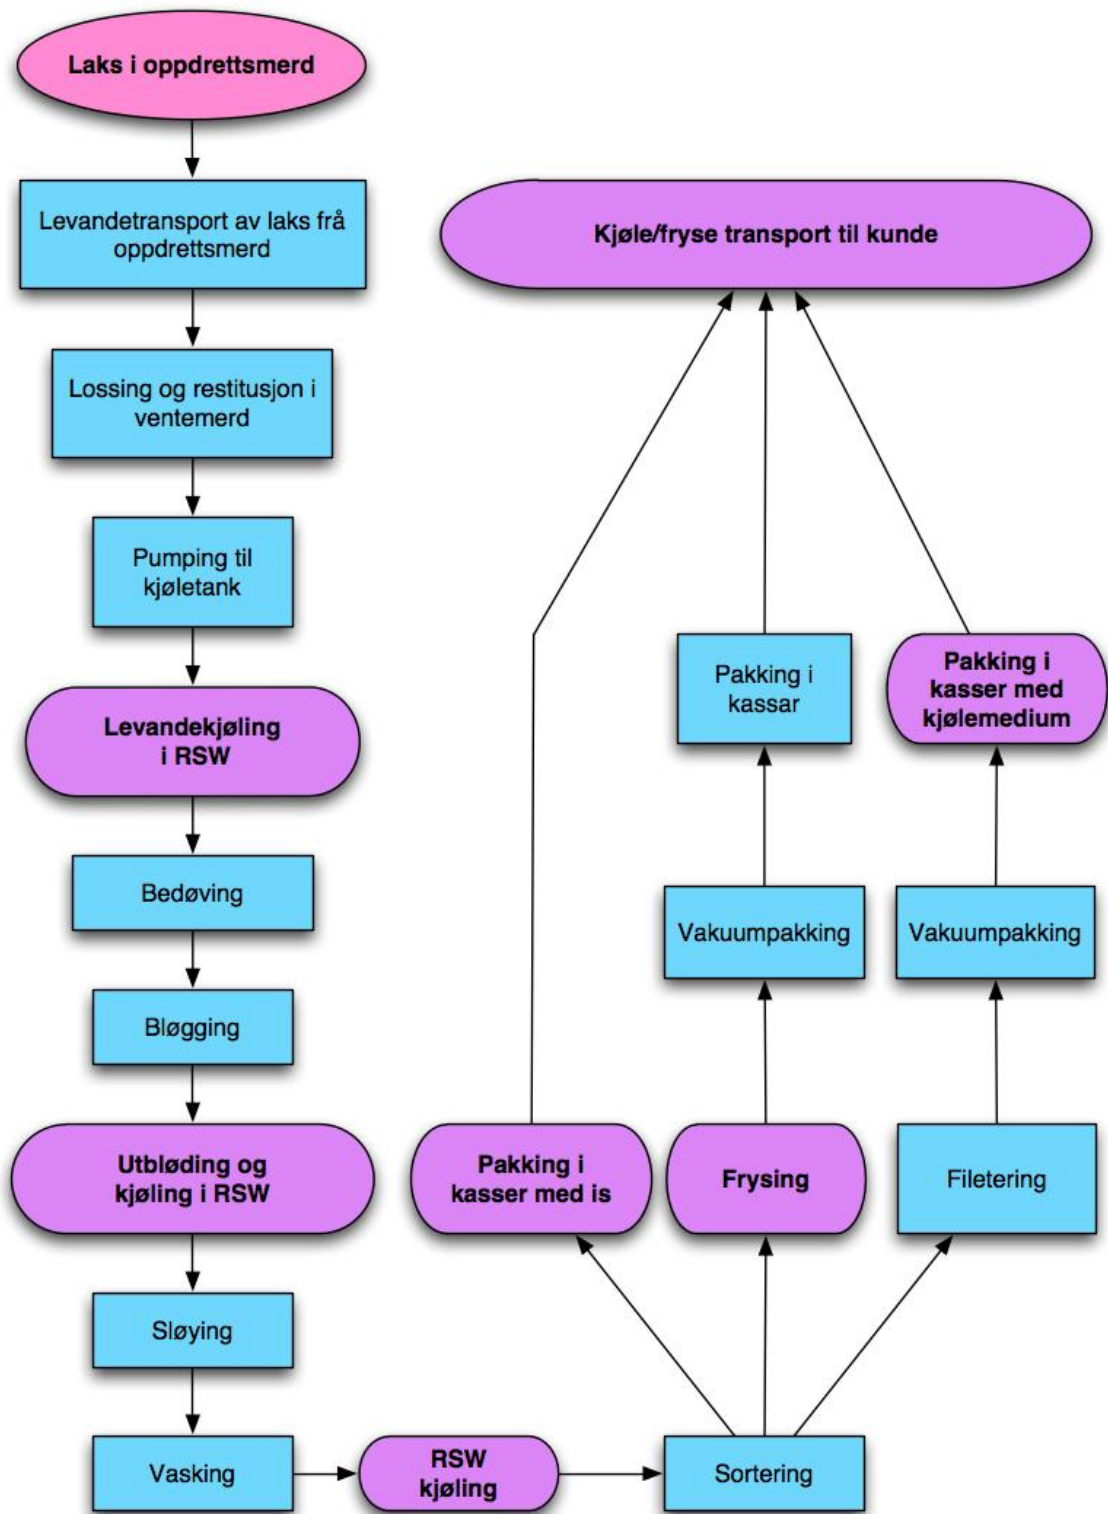 Laks i oppdrettsmerd
Levandetransport av laks frå
oppdrettsmerd
Lossing og restitusjon i
ventemerd
Pumping til
kjøletank
Levandekjøling
i RSW
Bedøving
Bløgging
Utbløding og
kjøling i RSW
Sløying
Vasking
RSW
kjøling
Sortering
Pakking i
kasser med is
Frysing
Filetering
Vakuumpakking
Vakuumpakking
Pakking i
kassar
Pakking i
kasser med
kjølemedium
Kjøle/fryse transport til kunde